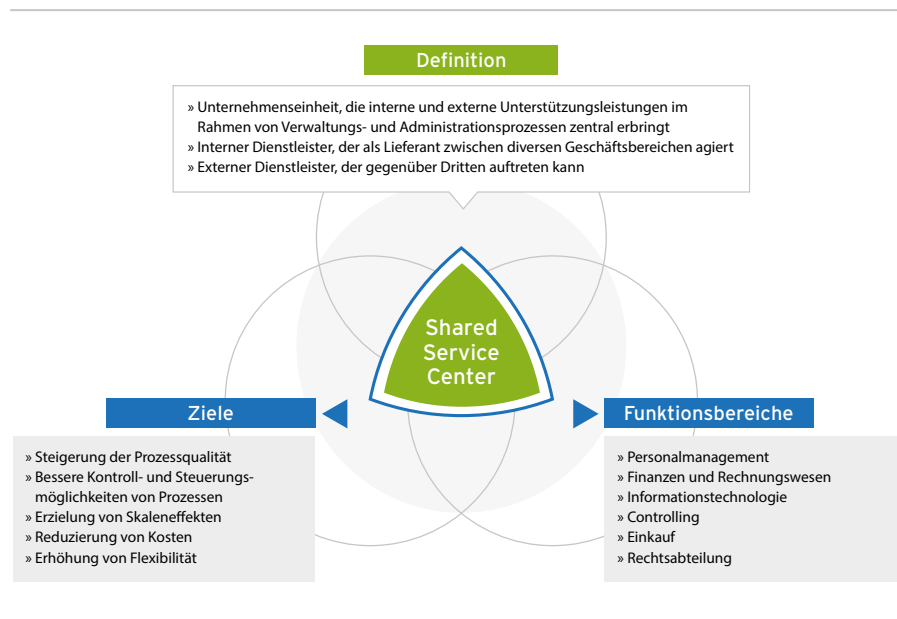 Definition
» Unternehmenseinheit, die interne und externe Unterstützungsleistungen im
Rahmen von Verwaltungs- und Administrationsprozessen zentral erbringt
» Interner Dienstleister, der als Lieferant zwischen diversen Geschäftsbereichen agiert
» Externer Dienstleister, der gegenüber Dritten auftreten kann
Shared
Service
Center
Ziele
» Steigerung der Prozessqualität
» Bessere Kontroll- und Steuerungs-
möglichkeiten von Prozessen
» Erzielung von Skaleneffekten
» Reduzierung von Kosten
» Erhöhung von Flexibilität
Funktionsbereiche
» Personalmanagement
» Finanzen und Rechnungswesen
» Informationstechnologie
» Controlling
» Einkauf
» Rechtsabteilung